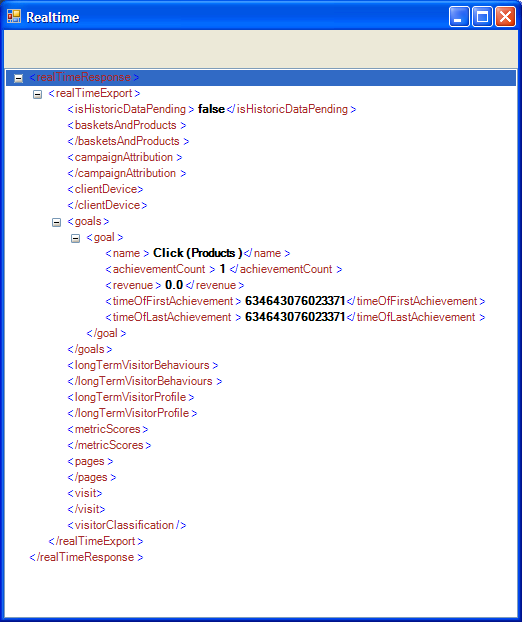 Realtime
<realTimeResponse >
<realTimeExport>
<isHistoricDataPending > false</isHistoricDataPending>
<basketsAndProducts >
</basketsAndProducts >
<campaignAttribution >
</campaignAttribution >
<clientDevice>
</clientDevice>
<goals>
<goal >
<name > Click (Products )</name >
<achievementCount > 1 </achievementCount >
<revenue > 0.0 </revenue >
<timeOfFirstAchievement > 634643076023371</timeOfFirstAchievement>
<timeOfLastAchievement > 634643076023371</timeOfLastAchievement >
</goal >
</goals>
<longTermVisitorBehaviours >
</longTermVisitorBehaviours >
<longTermVisitorProfile >
</longTermVisitorProfile >
<metricScores>
</metricScores>
<pages >
</pages >
<visit>
</visit>
<visitorClassification />
</realTimeExport>
</realTimeResponse >